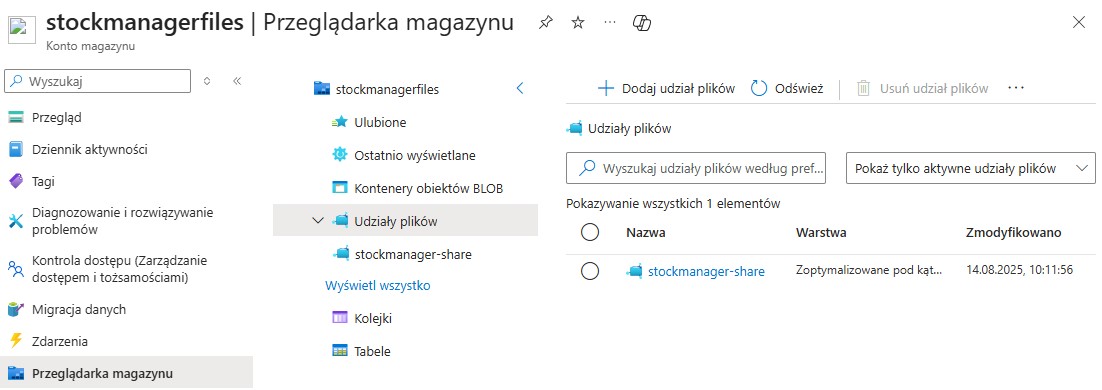 stockmanagerfiles | Przeglądarka magazynu
Konto magazynu
Wyszukaj
Przegląd
Dziennik aktywności
Tagi
Diagnozowanie i rozwiązywanie
problemów
Kontrola dostępu (Zarządzanie
dostępem i tożsamościami)
Migracja danych
Zdarzenia
Przeglądarka magazynu
stockmanagerfiles
Ulubione
Ostatnio wyświetlane
Kontenery obiektów BLOB
Udziały plików
stockmanager-share
Wyświetl wszystko
Kolejki
Tabele
Dodaj udział plików Odśwież Usuń udział plików
Udziały plików
Wyszukaj udziały plików według pref... Pokaż tylko aktywne udziały plików
Pokazywanie wszystkich 1 elementów
Nazwa Warstwa Zmodyfikowano
stockmanager-share Zoptymalizowane pod kąt... 14.08.2025, 10:11:56